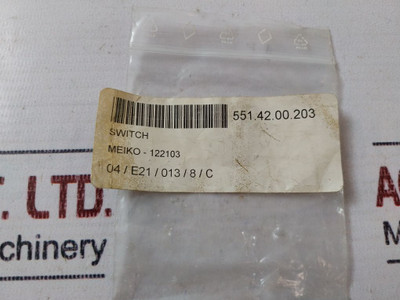 551.42.00.203
SWITCH
MEIKO - 122103
04 / E21 / 013 / 8 / C
T. LTD.
chinery
AC
M